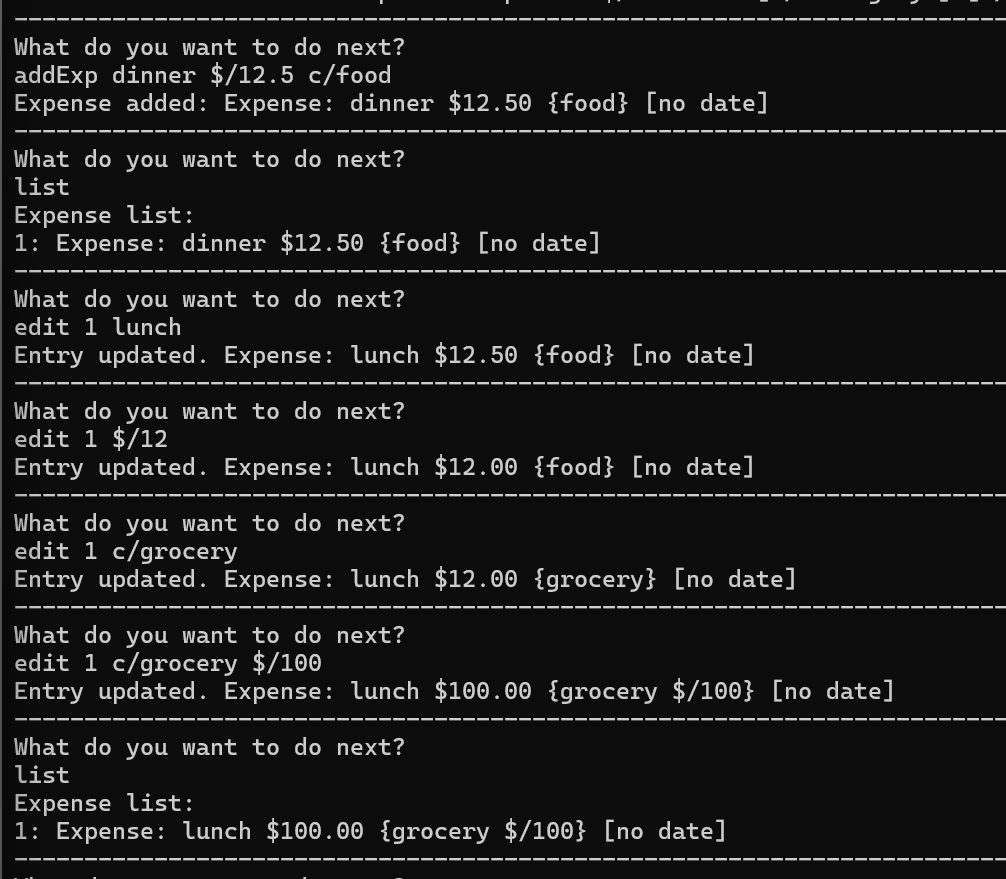 ------------------------------------------------------------------------
What do you want to do next?
addExp dinner $/12.5 c/food
Expense added: Expense: dinner $12.50 {food} [no date]
------------------------------------------------------------------------
What do you want to do next?
list
Expense list:
1: Expense: dinner $12.50 {food} [no date]
------------------------------------------------------------------------
What do you want to do next?
edit 1 lunch
Entry updated. Expense: lunch $12.50 {food} [no date]
------------------------------------------------------------------------
What do you want to do next?
edit 1 $/12
Entry updated. Expense: lunch $12.00 {food} [no date]
------------------------------------------------------------------------
What do you want to do next?
edit 1 c/grocery
Entry updated. Expense: lunch $12.00 {grocery} [no date]
------------------------------------------------------------------------
What do you want to do next?
edit 1 c/grocery $/100
Entry updated. Expense: lunch $100.00 {grocery $/100} [no date]
------------------------------------------------------------------------
What do you want to do next?
list
Expense list:
1: Expense: lunch $100.00 {grocery $/100} [no date]
------------------------------------------------------------------------